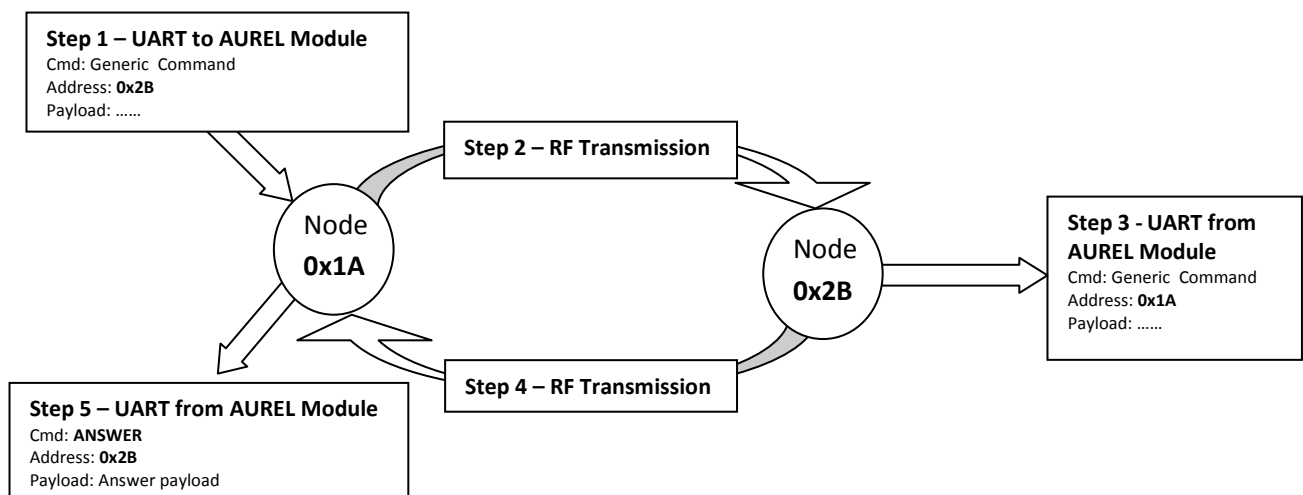 Step 1 – UART to AUREL Module
Cmd: Generic Command
Address: 0x2B
Payload: ……
Step 2 – RF Transmission
Node
0x1A
Node
0x2B
Step 3 - UART from
AUREL Module
Cmd: Generic Command
Address: 0x1A
Payload: ……
Step 4 – RF Transmission
Step 5 – UART from AUREL Module
Cmd: ANSWER
Address: 0x2B
Payload: Answer payload